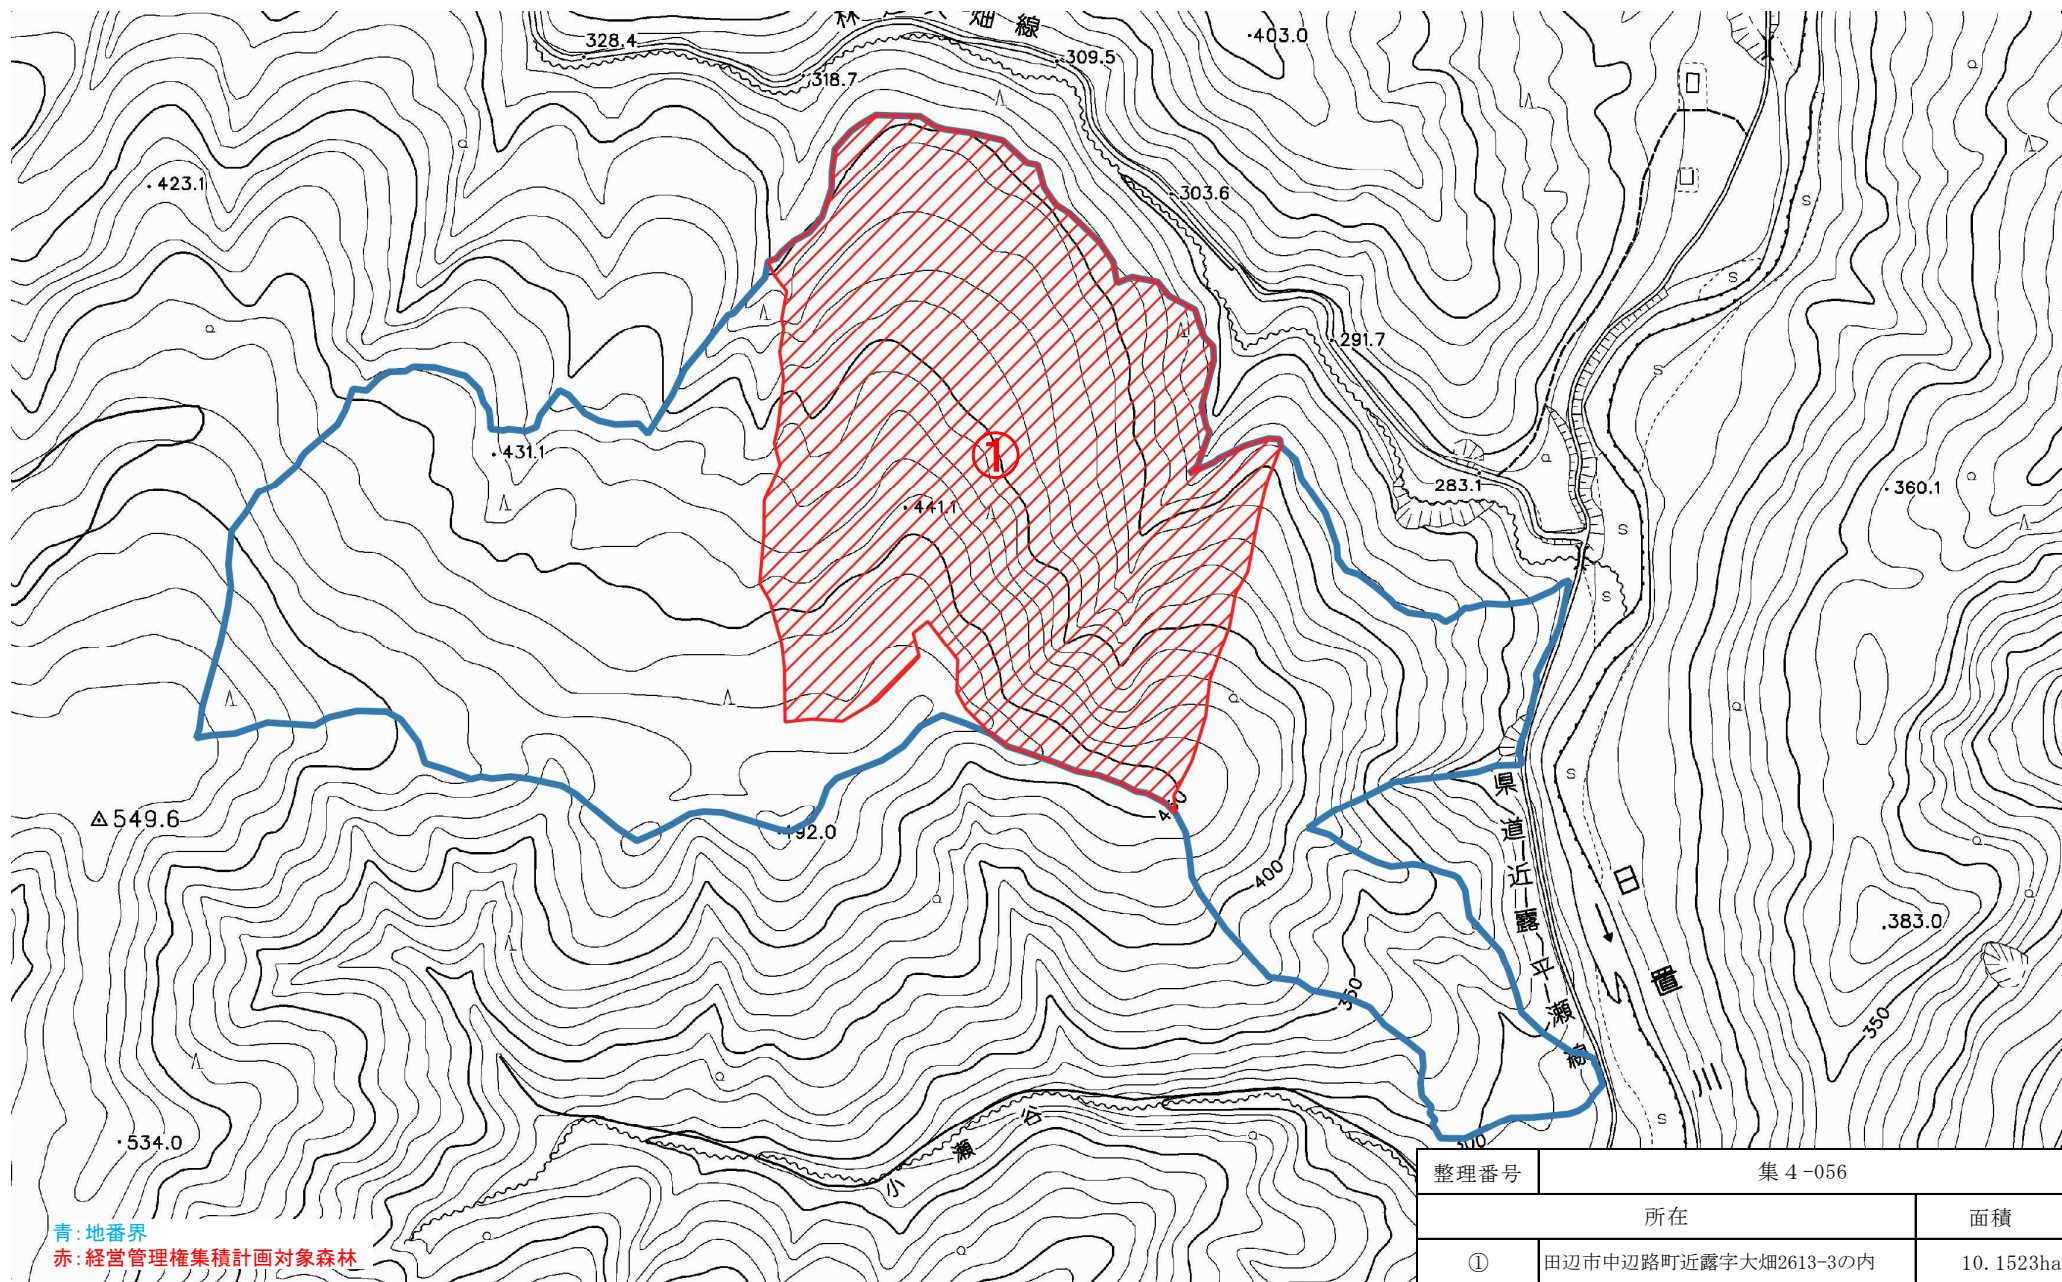 328.4
318.7
309.5
403.0
線
423.1
303.6
291.7
431.1
①
441.1
283.1
360.1
県道近露平瀬線
549.6
492.0
450
400
350
日置川
383.0
350
534.0
小瀬谷
300
整理番号 集4-056
所在 面積
① 田辺市中辺路町近露字大畑2613-3の内 10.1523ha
青:地番界
赤:経営管理権集積計画対象森林